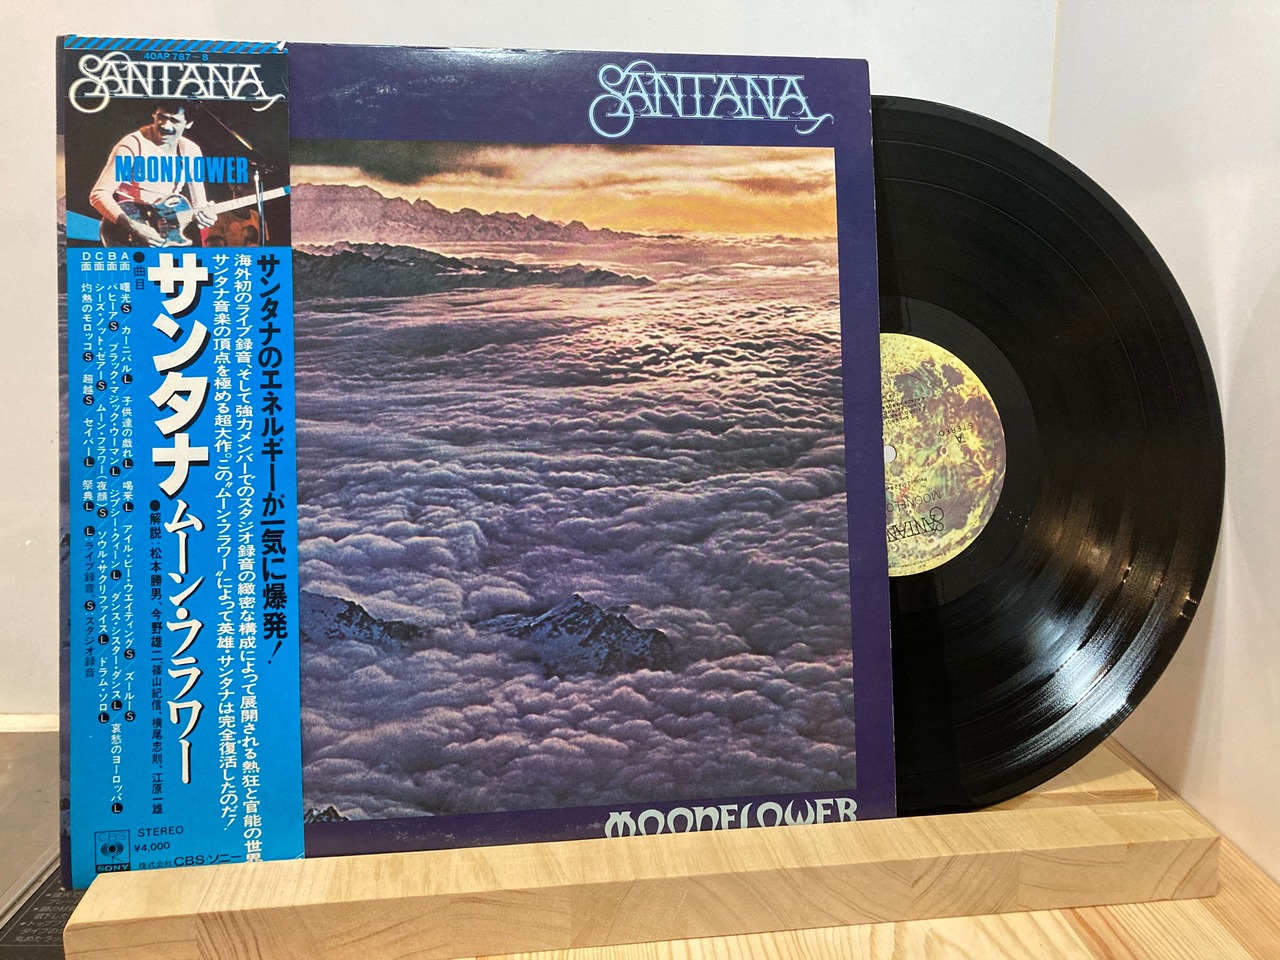 40AP 787~8
SANTANA
MOONFLOWER
サンタナのエネルギーが一気に爆発!
海外初のライブ録音、そして強力メンバーでのスタジオ録音の緻密な構成によって展開される熱狂と官能の世界
サンタナ音楽の頂点を極める超大作。この"ムーン・フラワー"によって英雄・サンタナは完全復活したのだ!
サンタナ ムーン・フラワー
●解説:松本勝男、今野雄二、篠山紀信、横尾忠則、江原一雄
●曲目
A面 曙光Ⓢ カーニバルⓁ 子供達の戯れⓁ 喝采Ⓛ アイル・ビー・ウエイティングⓈ ズールーⓈ
B面 バヒーアⓈ/ブラック・マジック・ウーマンⓁ/ジプシー・クィーンⓁ/ダンス・シスター・ダンスⓁ/哀愁のヨーロッパⓁ
C面 シーズ・ノット・ゼアーⓈ/ムーン・フラワー(夜顔)Ⓢ/ソウル・サクリファイスⓁ/ドラム・ソロⓁ
D面 灼熱のモロッコⓈ/超越Ⓢ/セイバーⓁ/祭典Ⓛ Ⓛライブ録音、Ⓢスタジオ録音
STEREO
¥4,000
CBS
SONY
株式会社CBS・ソニー
SANTANA
MOONFLOWER
STEREO
A
SANTAN